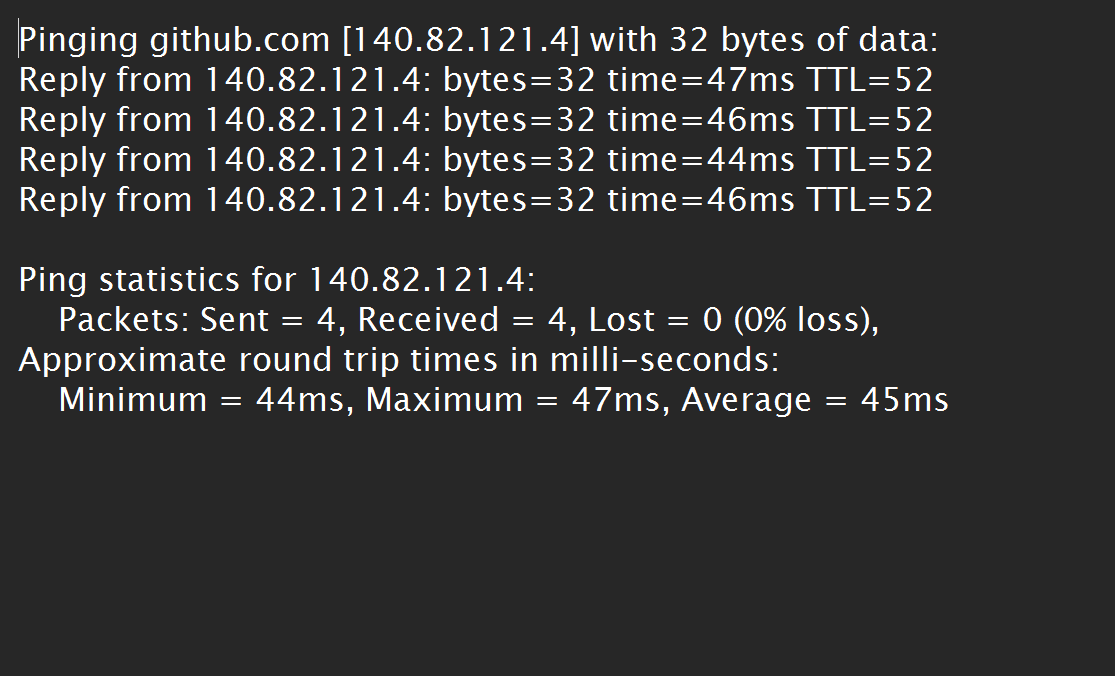 Pinging github.com [140.82.121.4] with 32 bytes of data:
Reply from 140.82.121.4: bytes=32 time=47ms TTL=52
Reply from 140.82.121.4: bytes=32 time=46ms TTL=52
Reply from 140.82.121.4: bytes=32 time=44ms TTL=52
Reply from 140.82.121.4: bytes=32 time=46ms TTL=52

Ping statistics for 140.82.121.4:
    Packets: Sent = 4, Received = 4, Lost = 0 (0% loss),
Approximate round trip times in milli-seconds:
    Minimum = 44ms, Maximum = 47ms, Average = 45ms